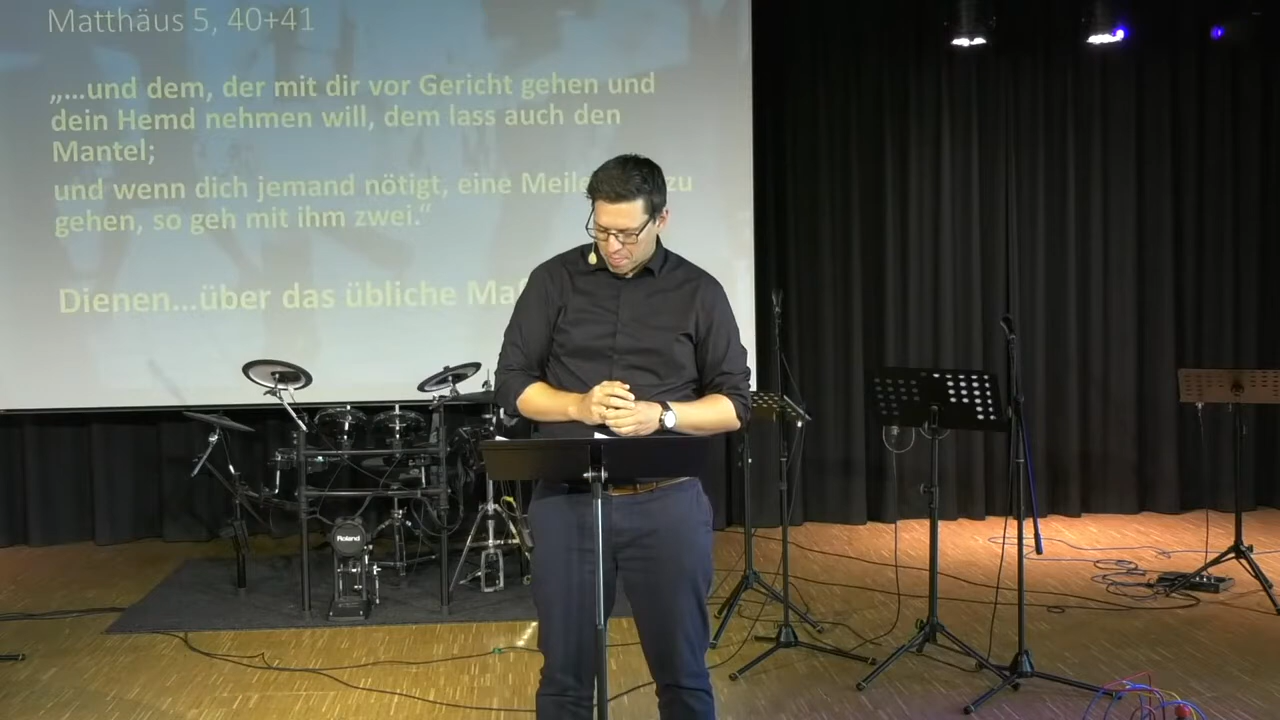 Matthäus 5, 40+41
„...und dem, der mit dir vor Gericht gehen und
dein Hemd nehmen will, dem lass auch den
Mantel;
und wenn dich jemand nötigt, eine Meile zu
gehen, so geh mit ihm zwei.“
Dienen...über das übliche
Roland